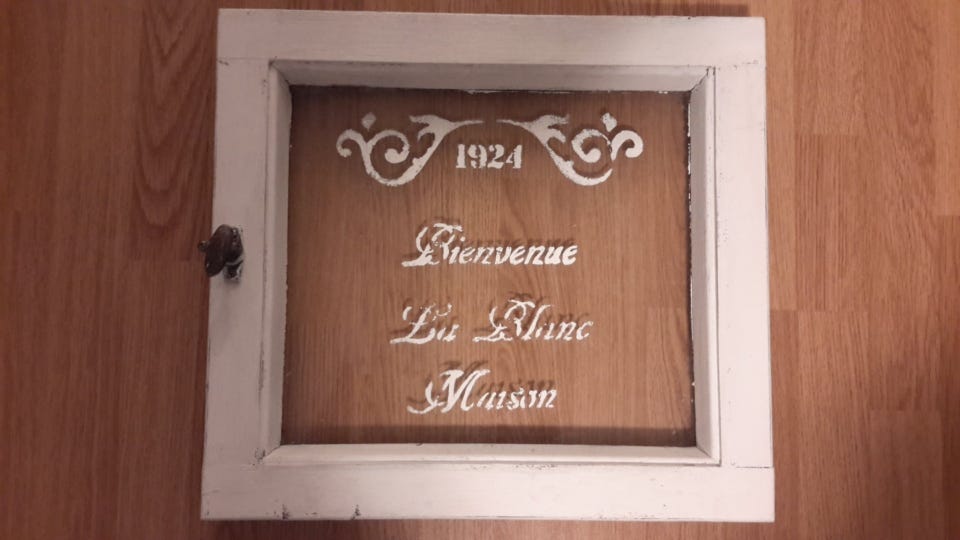 1924
Bienvenue
La Blanc
Maison